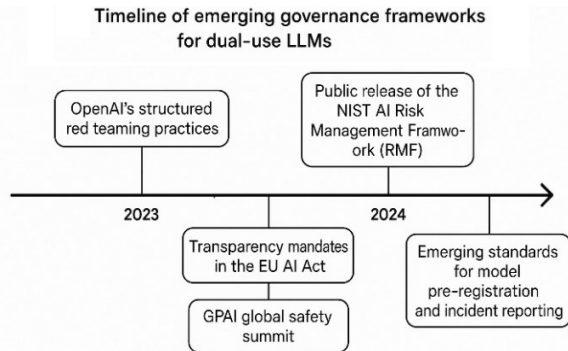 Timeline of emerging governance frameworks
for dual-use LLMs
OpenAI's structured
red teaming practices
Public release of the
NIST AI Risk
Management Framwo-
ork (RMF)
2023
2024
Transparency mandates
in the EU AI Act
GPAI global safety
summit
Emerging standards
for model
pre-registration
and incident reporting